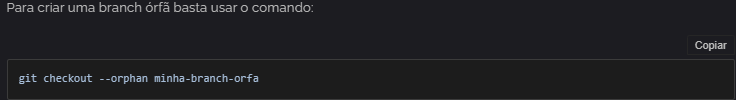 Para criar uma branch órfã basta usar o comando:
Copiar
git checkout --orphan minha-branch-orfa